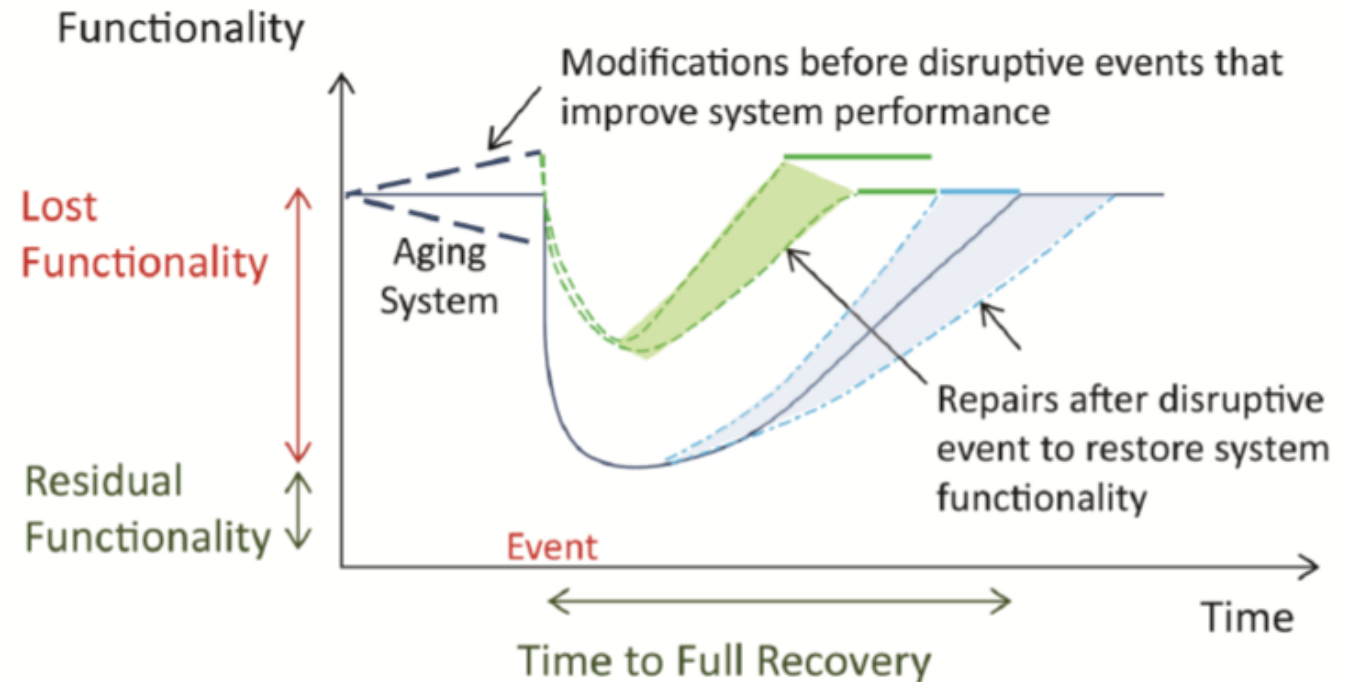 Functionality
Modifications before disruptive events that
improve system performance
Lost
Functionality
Aging
System
Repairs after disruptive
event to restore system
functionality
Residual
Functionality
Event
Time
Time to Full Recovery